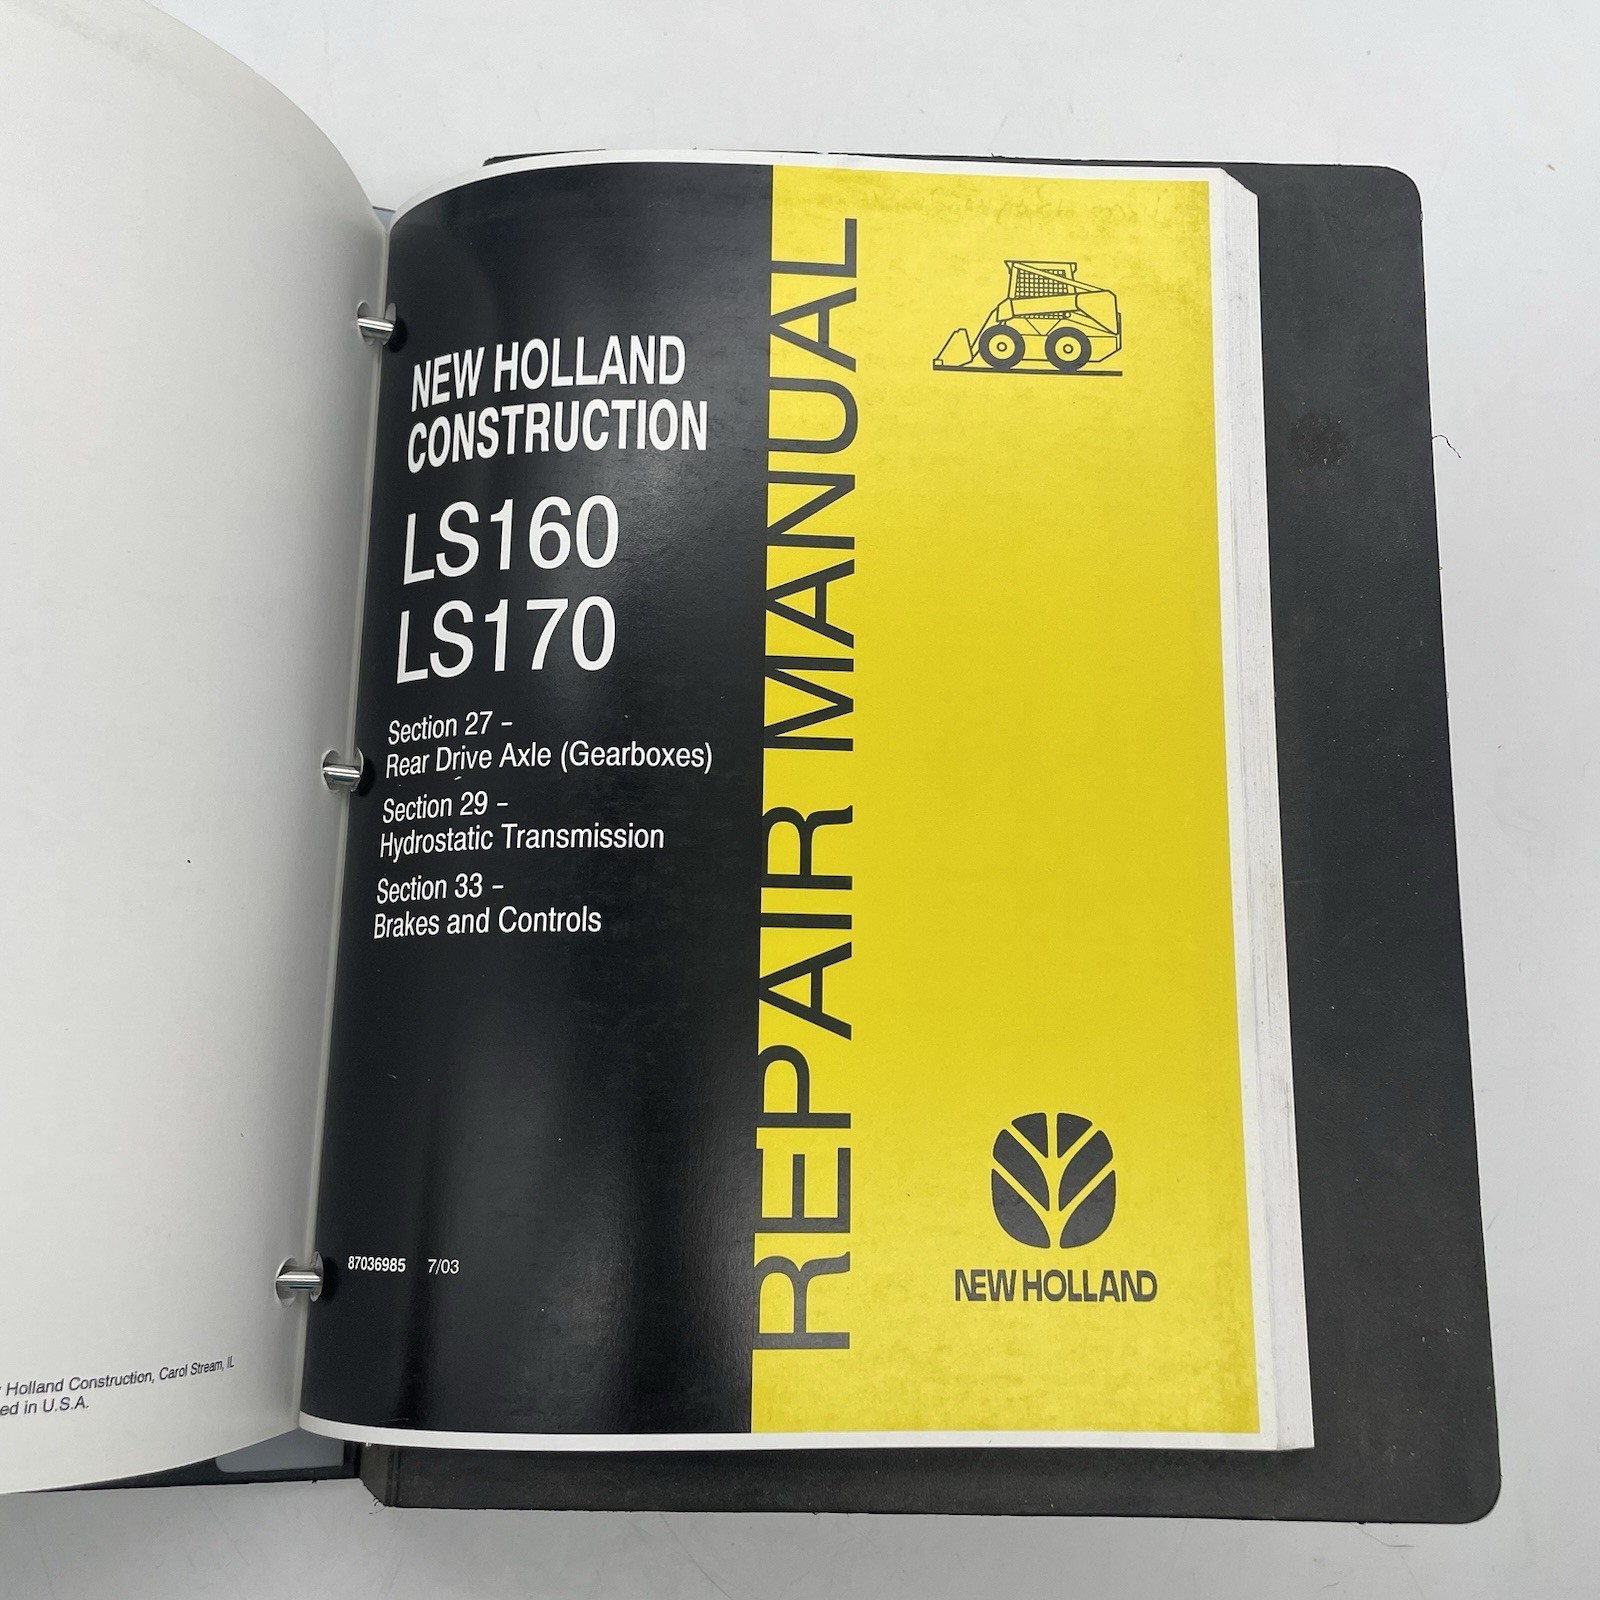 Holland Construction, Carol Stream, IL
ed in U.S.A.
NEW HOLLAND
CONSTRUCTION
LS160
LS170
Section 27 -
Rear Drive Axle (Gearboxes)
Section 29 -
Hydrostatic Transmission
Section 33 -
Brakes and Controls
87036985 7/03
REPAIR MANUAL
NEW HOLLAND